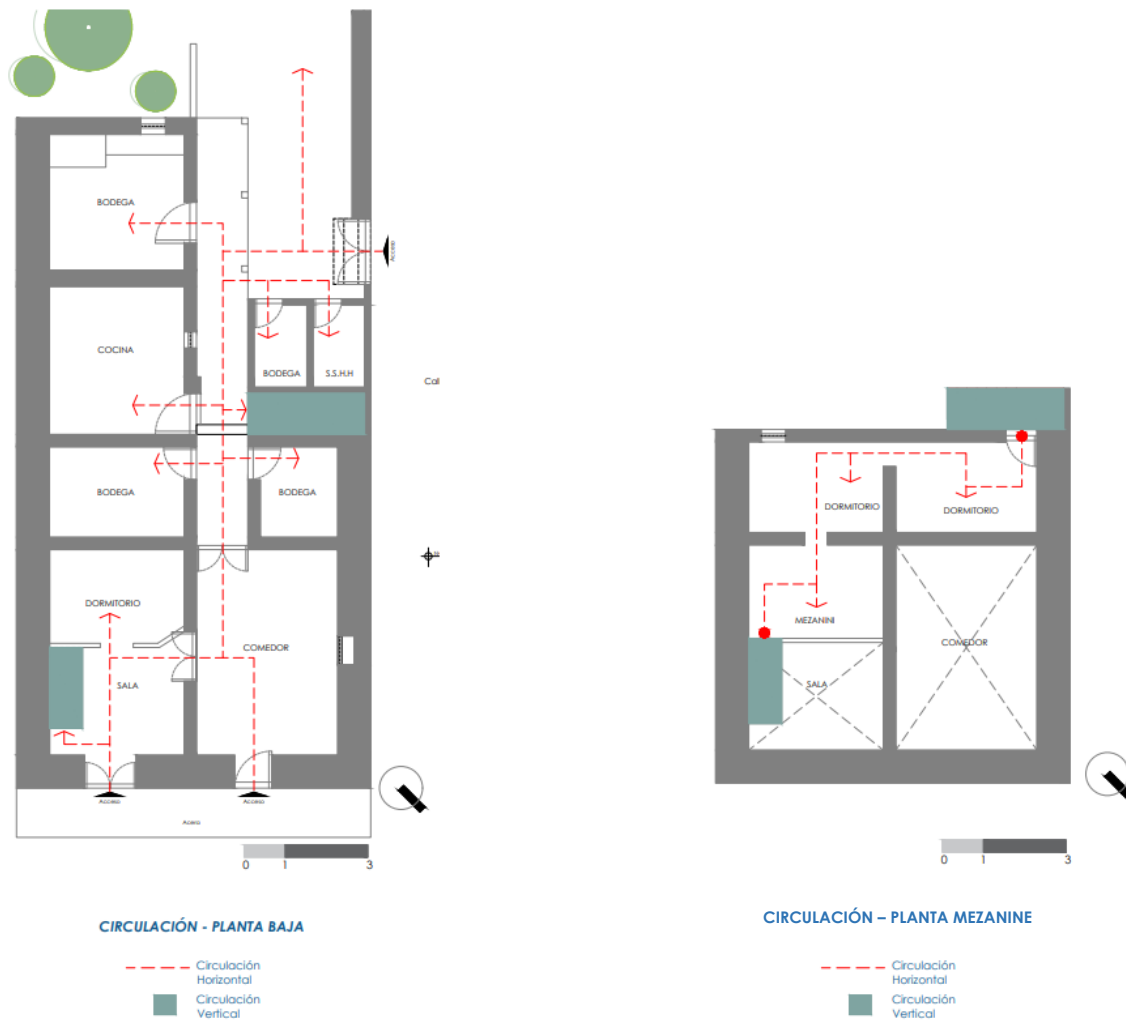 BODEGA
Acceso
COCINA
BODEGA
S.S.H.H
Cal
BODEGA
BODEGA
DORMITORIO
COMEDOR
SALA
Acceso
Acceso
Acera
0 1 3
CIRCULACIÓN - PLANTA BAJA
Circulación
Horizontal
Circulación
Vertical
DORMITORIO
DORMITORIO
MEZANINI
COMEDOR
SALA
0 1 3
CIRCULACIÓN – PLANTA MEZANINE
Circulación
Horizontal
Circulación
Vertical